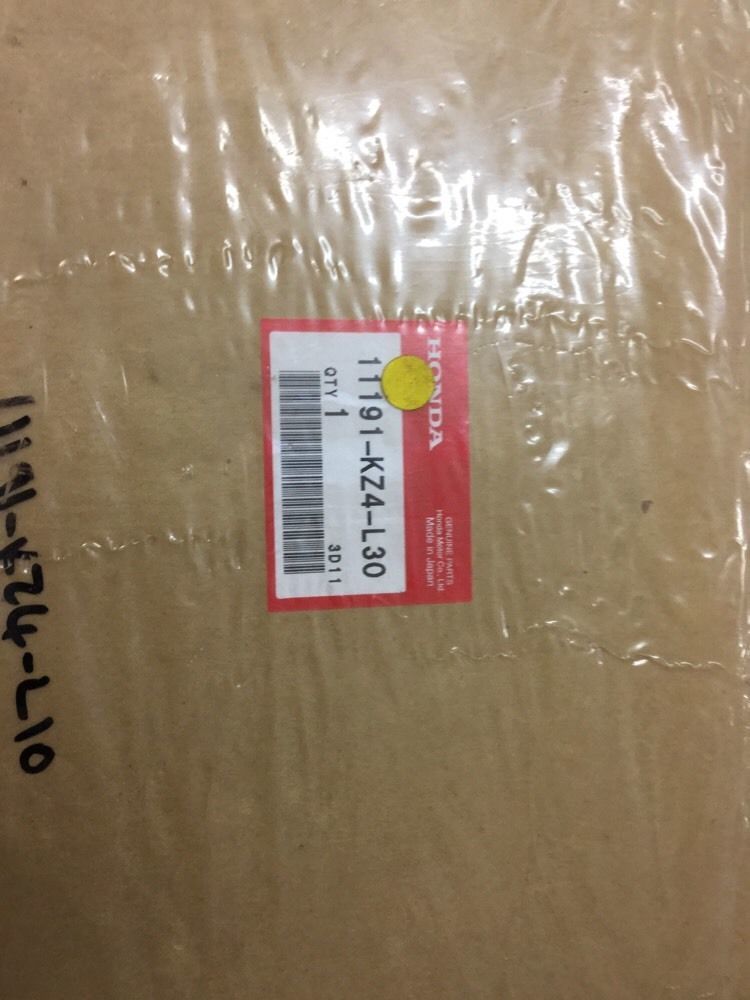 HONDA
GENUINE PARTS
Honda Motor Co., Ltd.
Made in Japan
11191-KZ4-L30
QTY 1
3D11
11191-KZ4-L10